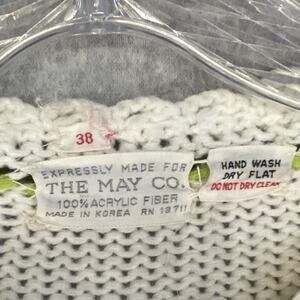 38
EXPRESSLY MADE FOR
THE MAY CO.
100% ACRYLIC FIBER
MADE IN KOREA RN 13711
HAND WASH
DRY FLAT
DO NOT DRY CLEAN